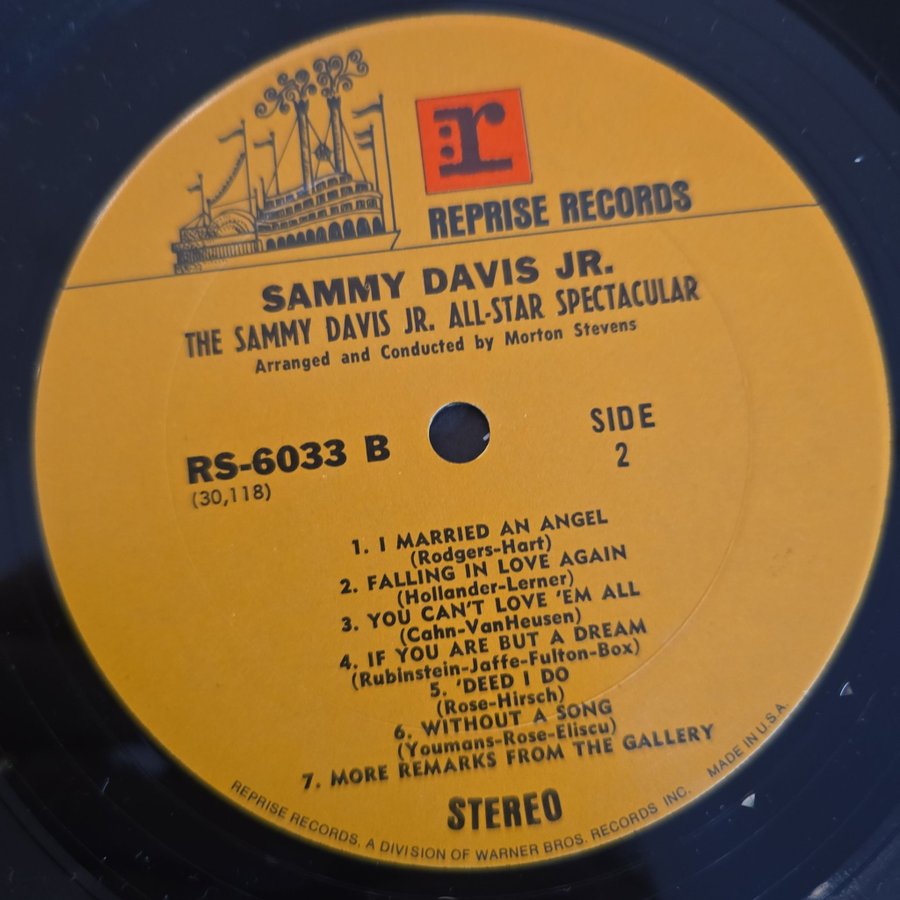 r
REPRISE RECORDS
SAMMY DAVIS JR.
THE SAMMY DAVIS JR. ALL-STAR SPECTACULAR
Arranged and Conducted by Morton Stevens
RS-6033 B
(30,118)
SIDE
2
1. I MARRIED AN ANGEL
(Rodgers-Hart)
2. FALLING IN LOVE AGAIN
(Hollander-Lerner)
3. YOU CAN'T LOVE 'EM ALL
(Cahn-VanHeusen)
4. IF YOU ARE BUT A DREAM
(Rubinstein-Jaffe-Fulton-Box)
5. 'DEED I DO
(Rose-Hirsch)
6. WITHOUT A SONG
(Youmans-Rose-Eliscu)
7. MORE REMARKS FROM THE GALLERY
STEREO
REPRISE RECORDS, A DIVISION OF WARNER BROS. RECORDS INC. MADE IN U.S.A.